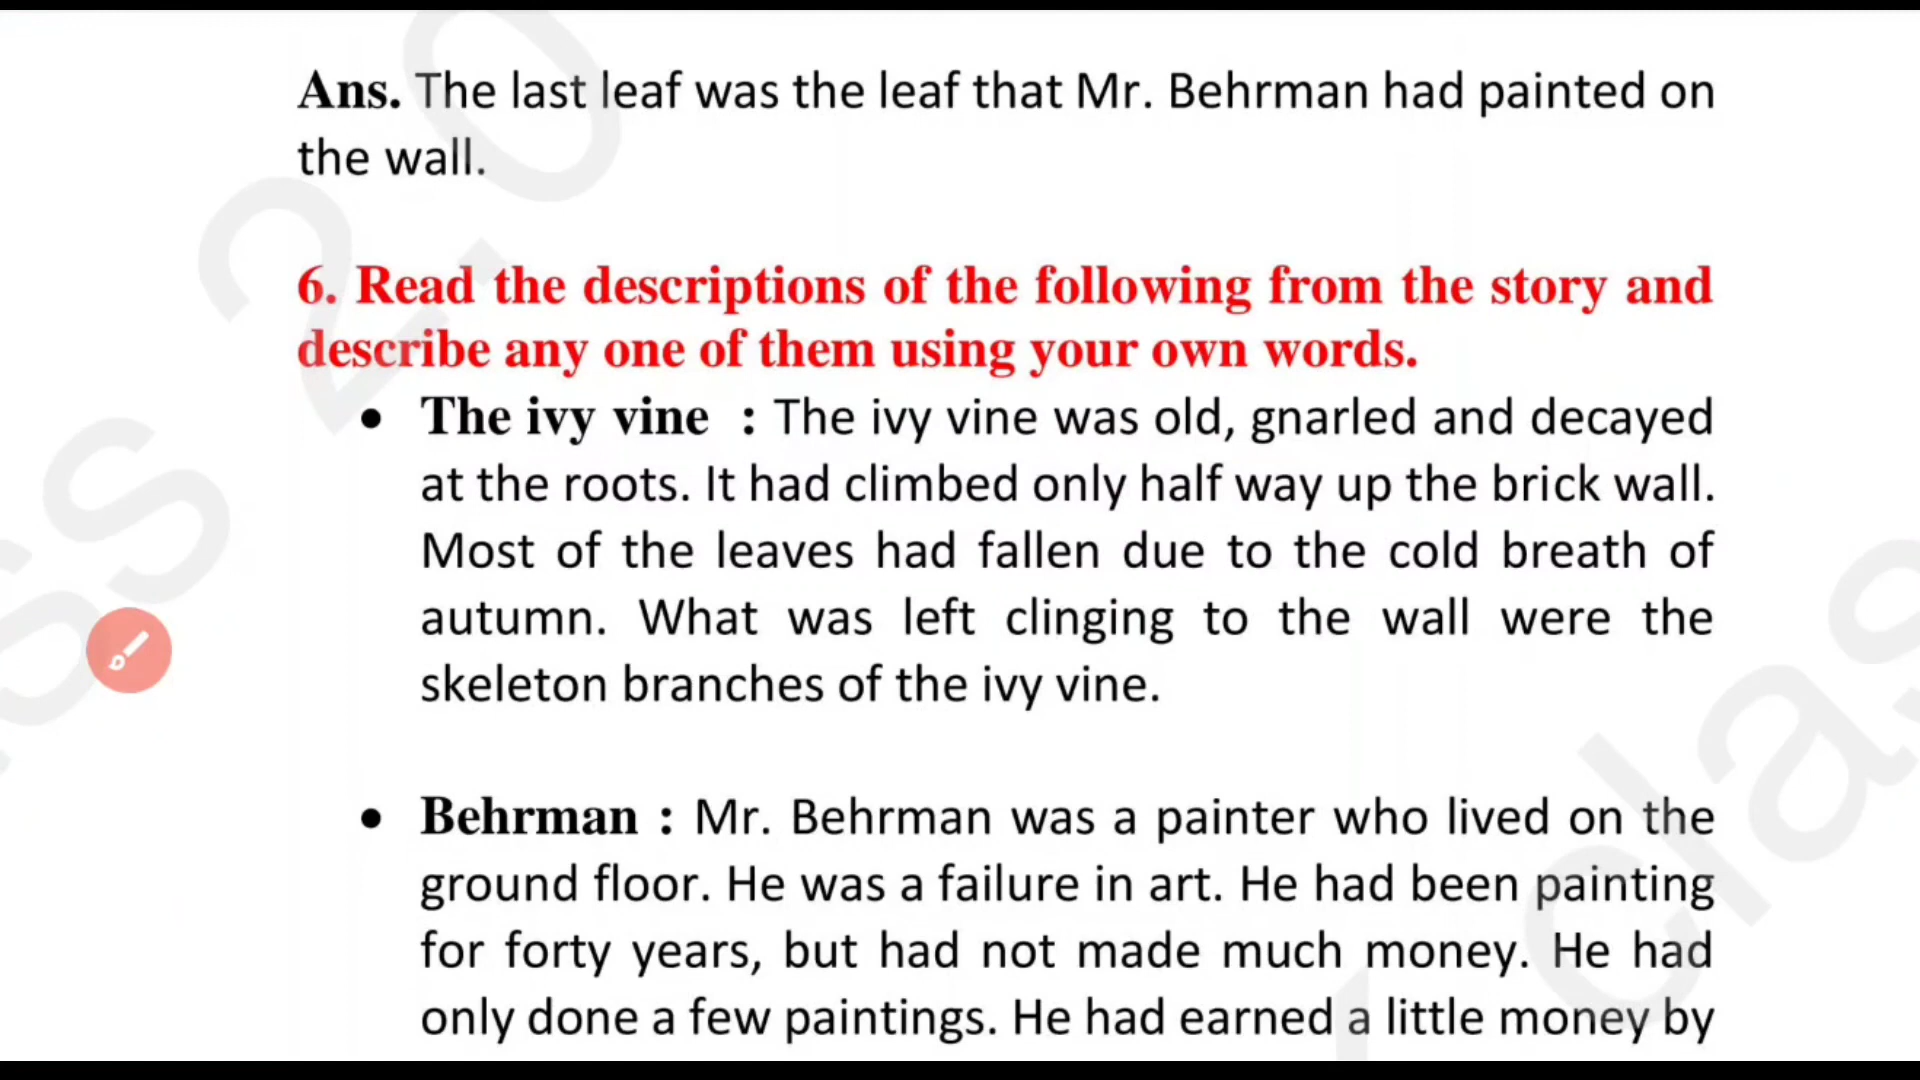 Ans. The last leaf was the leaf that Mr. Behrman had painted on
the wall.
6. Read the descriptions of the following from the story and
describe any one of them using your own words.
• The ivy vine : The ivy vine was old, gnarled and decayed
at the roots. It had climbed only half way up the brick wall.
Most of the leaves had fallen due to the cold breath of
autumn. What was left clinging to the wall were the
skeleton branches of the ivy vine.
• Behrman : Mr. Behrman was a painter who lived on the
ground floor. He was a failure in art. He had been painting
for forty years, but had not made much money. He had
only done a few paintings. He had earned a little money by